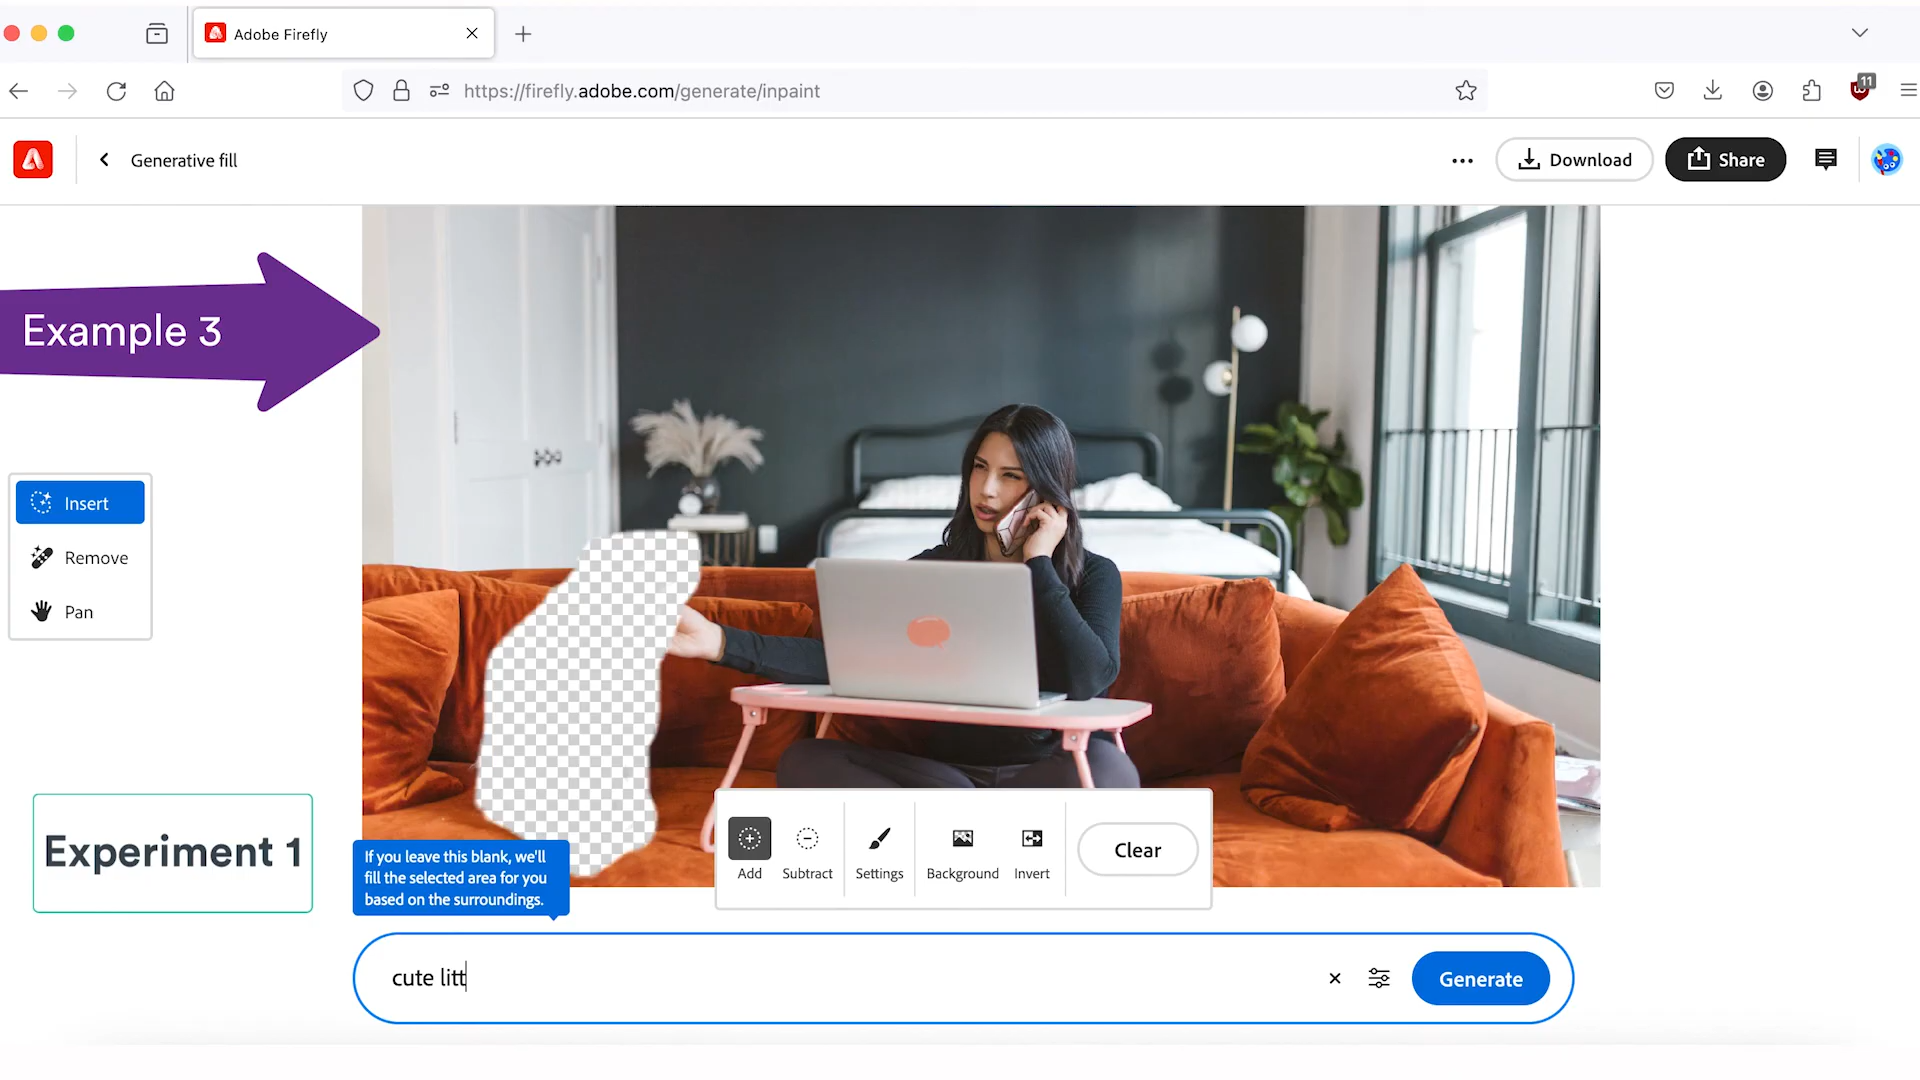 Adobe Firefly
https://firefly.adobe.com/generate/inpaint
11
Generative fill
Download
Share
Example 3
Insert
Remove
Pan
Experiment 1
If you leave this blank, we'll
fill the selected area for you
based on the surroundings.
Add
Subtract
Settings
Background
Invert
Clear
cute litt
Generate